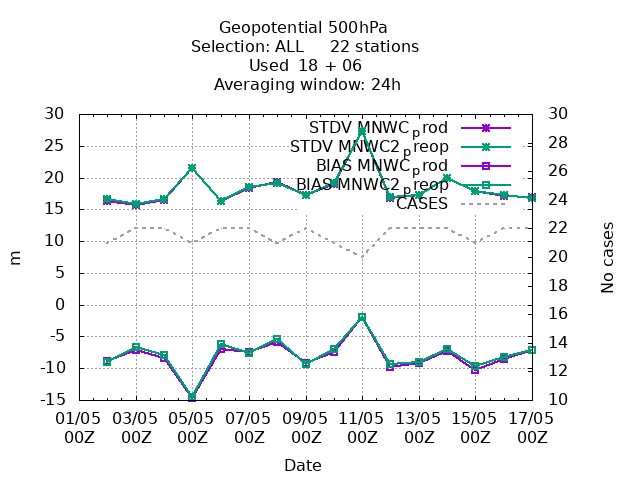 Geopotential 500hPa
Selection: ALL     22 stations
Used  18 + 06
Averaging window: 24h
STDV MNWC_prod
STDV MNWC2_preop
BIAS MNWC_prod
BIAS MNWC2_preop
CASES
30
25
20
15
10
5
0
-5
-10
-15
m
30
28
26
24
22
20
18
16
14
12
10
No cases
01/05 03/05 05/05 07/05 09/05 11/05 13/05 15/05 17/05
00Z 00Z 00Z 00Z 00Z 00Z 00Z 00Z 00Z
Date